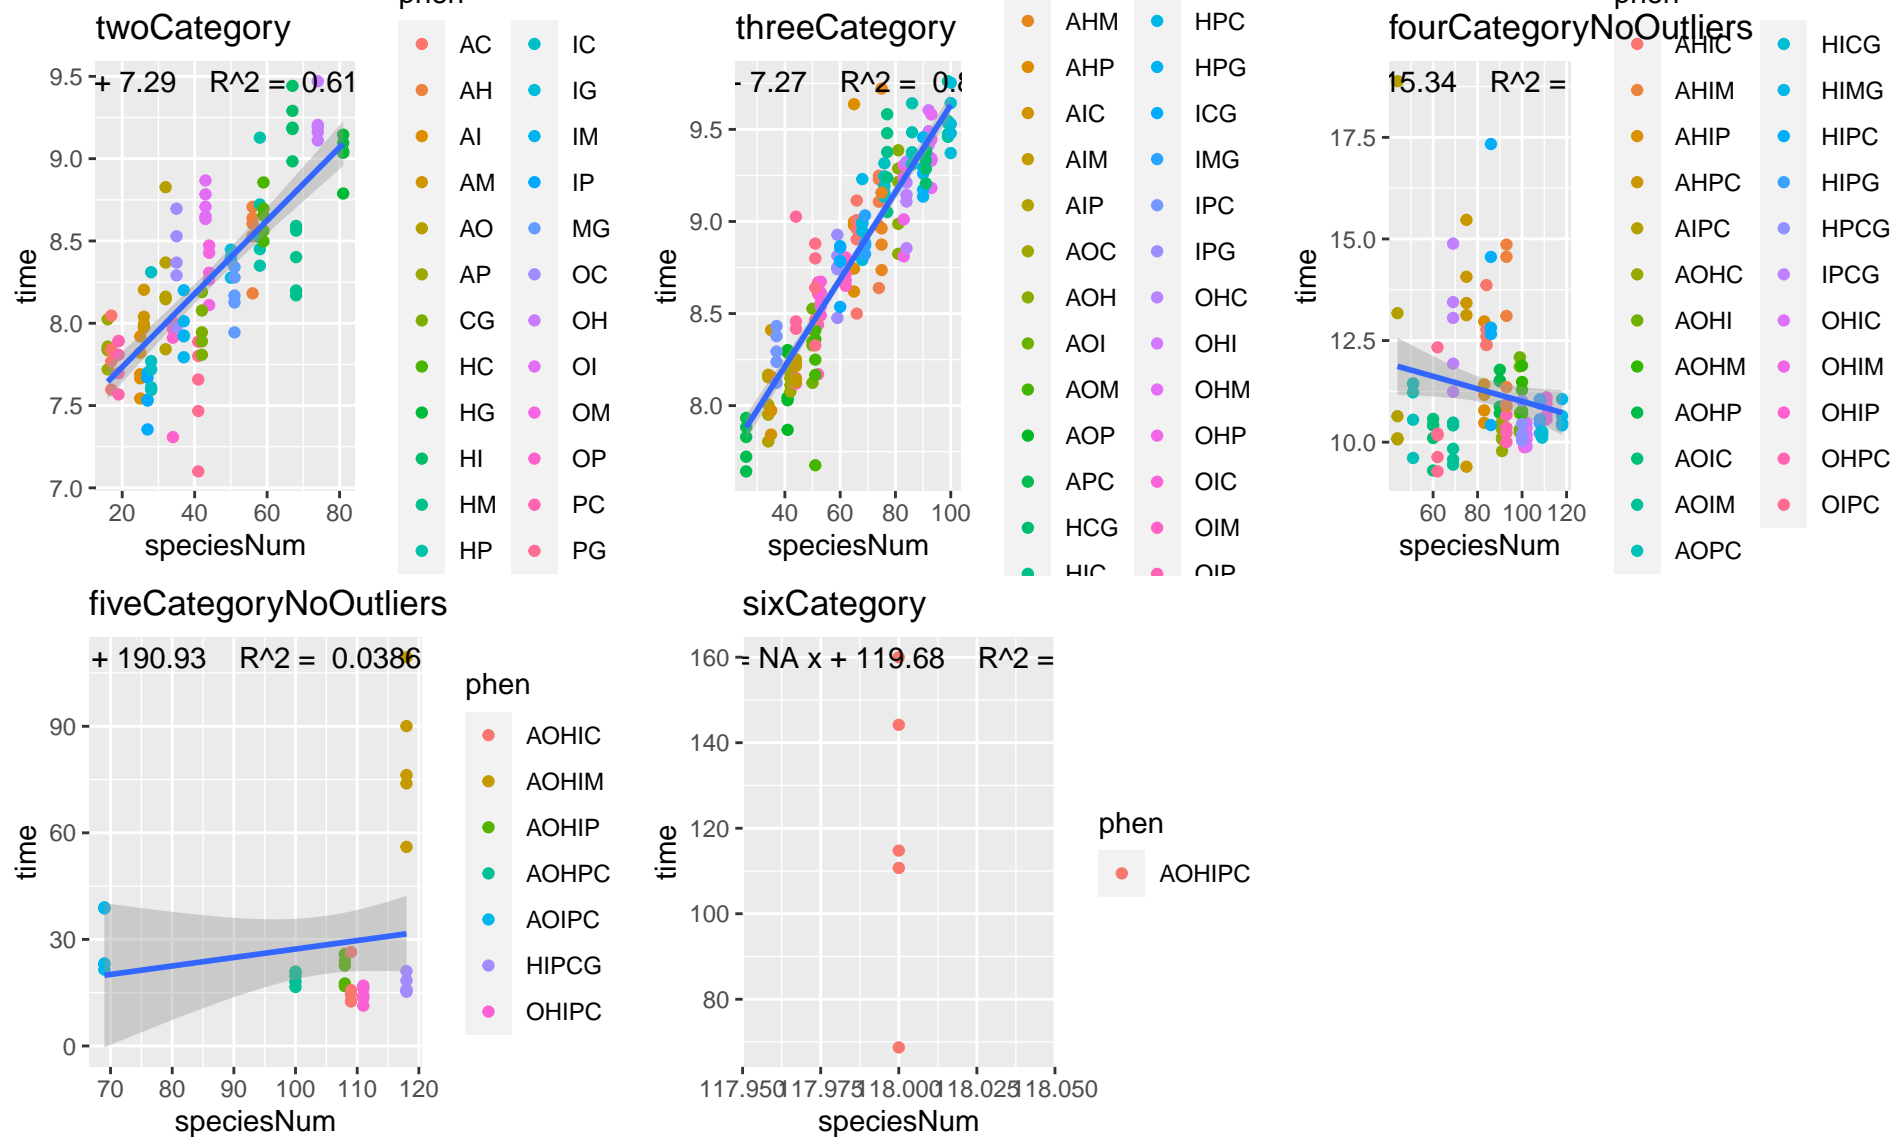 twoCategory
+ 7.29 R^2 = 0.61
9.5
9.0
8.5
8.0
7.5
7.0
time
20 40 60 80
speciesNum
phen
AC IC
AH IG
AI IM
AM IP
AO MG
AP OC
CG OH
HC OI
HG OM
HI OP
HM PC
HP PG
threeCategory
- 7.27 R^2 =
9.5
9.0
8.5
8.0
time
40 60 80 100
speciesNum
AHM HPC
AHP HPG
AIC ICG
AIM IMG
AIP IPC
AOC IPG
AOH OHC
AOI OHI
AOM OHM
AOP OHP
APC OIC
HCG OIM
HIC OIP
fourCategoryNoOutliers
15.34 R^2 =
17.5
15.0
12.5
10.0
time
60 80 100 120
speciesNum
phen
AHIC HICG
AHIM HIMG
AHIP HIPC
AHPC HIPG
AIPC HPCG
AOHC IPCG
AOHI OHIC
AOHM OHIM
AOHP OHIP
AOIC OHPC
AOIM OIPC
AOPC
fiveCategoryNoOutliers
+ 190.93 R^2 = 0.0386
90
60
30
0
time
70 80 90 100 110 120
speciesNum
phen
AOHIC
AOHIM
AOHIP
AOHPC
AOIPC
HIPCG
OHIPC
sixCategory
= NA x + 119.68 R^2 =
160
140
120
100
80
time
117.950 117.975 118.000 118.025 118.050
speciesNum
phen
AOHIPC